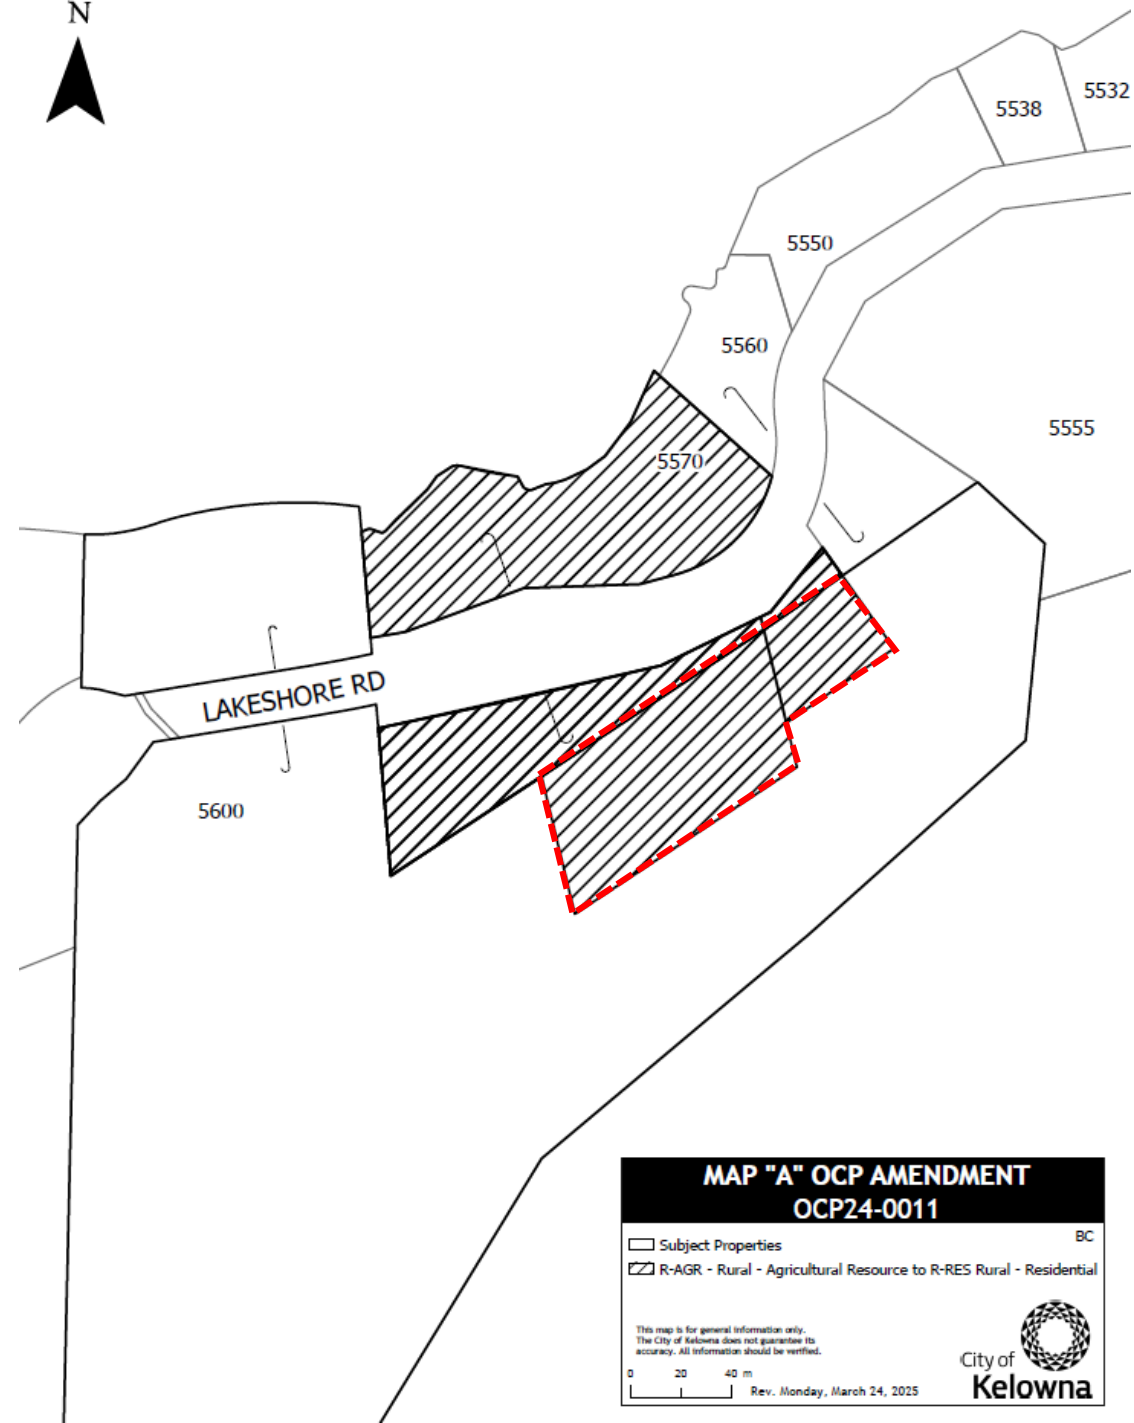 N
5532
5538
5550
5560
5555
5570
LAKESHORE RD
5600
MAP "A" OCP AMENDMENT
OCP24-0011
BC
Subject Properties
R-AGR - Rural - Agricultural Resource to R-RES Rural - Residential
This map is for general information only.
The City of Kelowna does not guarantee its
accuracy. All information should be verified.
0 20 40 m
Rev. Monday, March 24, 2025
City of
Kelowna